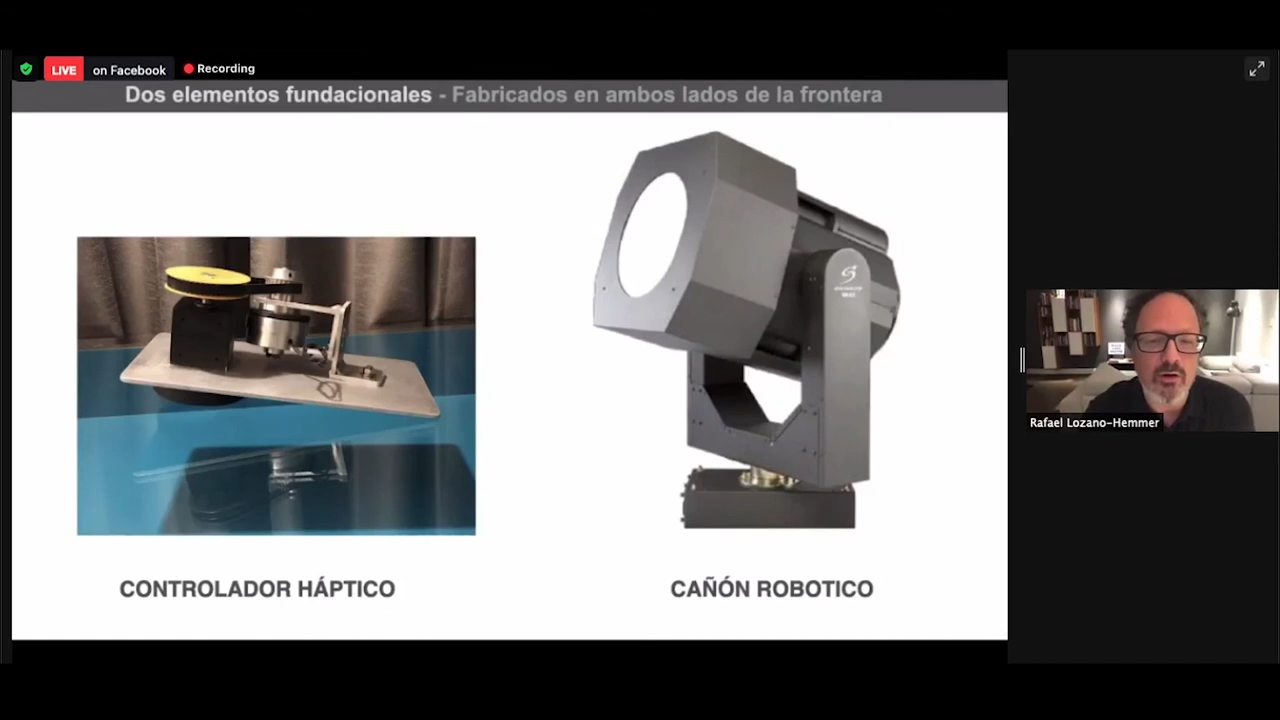 LIVE on Facebook Recording
Dos elementos fundacionales - Fabricados en ambos lados de la frontera
Rafael Lozano-Hemmer
CONTROLADOR HÁPTICO
CAÑÓN ROBOTICO